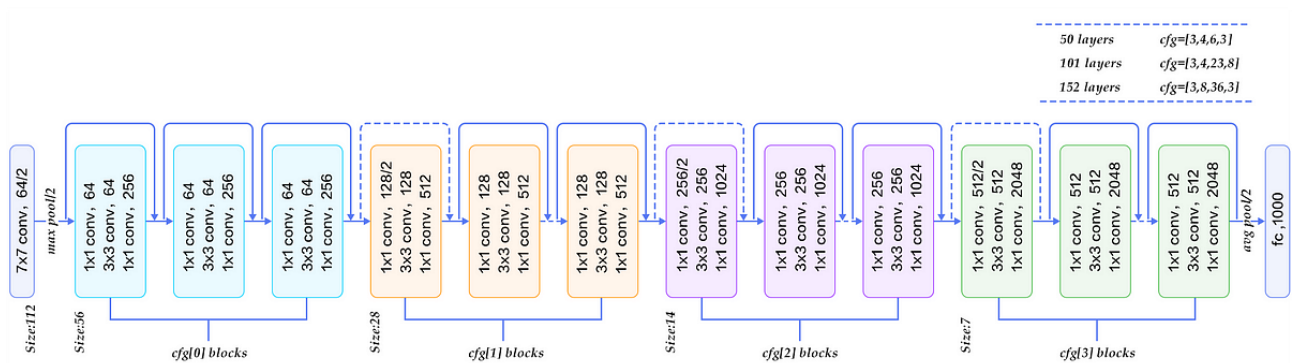 50 layers cfg=[3,4,6,3]
101 layers cfg=[3,4,23,8]
152 layers cfg=[3,8,36,3]
7x7 conv, 64/2
max pool/2
1x1 conv, 64
3x3 conv, 64
1x1 conv, 256
1x1 conv, 64
3x3 conv, 64
1x1 conv, 256
1x1 conv, 64
3x3 conv, 64
1x1 conv, 256
1x1 conv, 128/2
3x3 conv, 128
1x1 conv, 512
1x1 conv, 128
3x3 conv, 128
1x1 conv, 512
1x1 conv, 128
3x3 conv, 128
1x1 conv, 512
1x1 conv, 256/2
3x3 conv, 256
1x1 conv, 1024
1x1 conv, 256
3x3 conv, 256
1x1 conv, 1024
1x1 conv, 256
3x3 conv, 256
1x1 conv, 1024
1x1 conv, 512/2
3x3 conv, 512
1x1 conv, 2048
1x1 conv, 512
3x3 conv, 512
1x1 conv, 2048
1x1 conv, 512
3x3 conv, 512
1x1 conv, 2048
avg pol/2
fc ,1000
Size:112
Size:56
cfg[0] blocks
Size:28
cfg[1] blocks
Size:14
cfg[2] blocks
Size:7
cfg[3] blocks